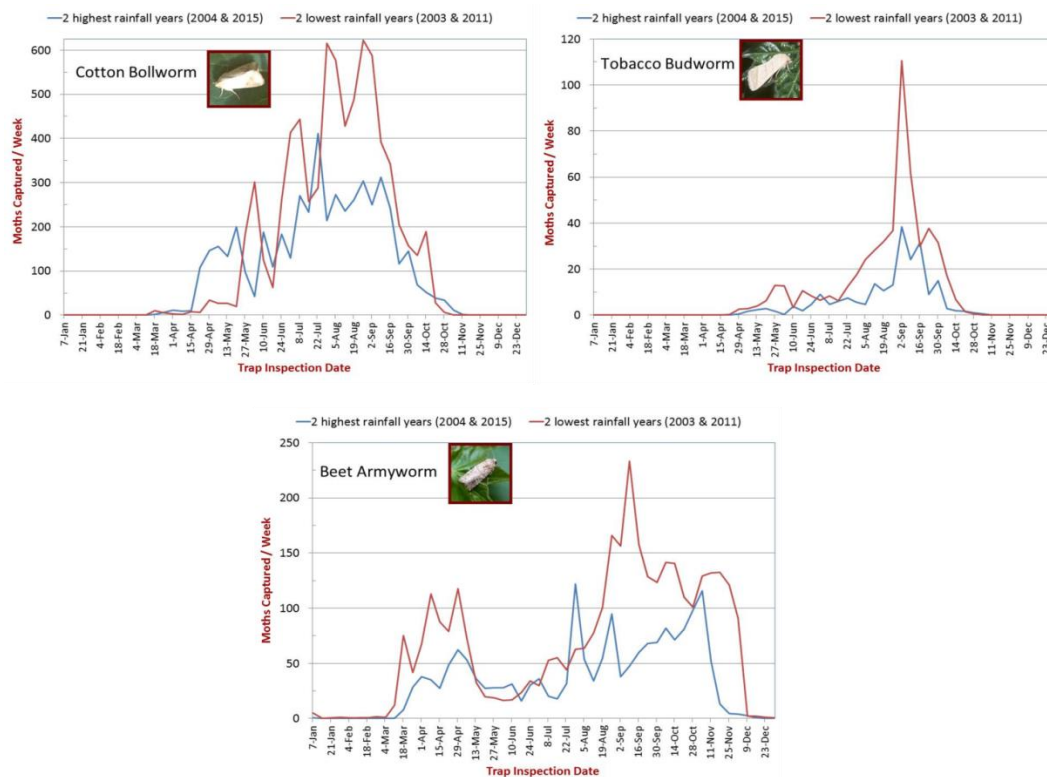 2 highest rainfall years (2004 & 2015) 2 lowest rainfall years (2003 & 2011)
Cotton Bollworm
Moths Captured / Week
600
500
400
300
200
100
0
7-Jan 21-Jan 4-Feb 18-Feb 4-Mar 18-Mar 1-Apr 15-Apr 29-Apr 13-May 27-May 10-Jun 24-Jun 8-Jul 22-Jul 5-Aug 19-Aug 2-Sep 16-Sep 30-Sep 14-Oct 28-Oct 11-Nov 25-Nov 9-Dec 23-Dec
Trap Inspection Date
2 highest rainfall years (2004 & 2015) 2 lowest rainfall years (2003 & 2011)
Tobacco Budworm
Moths Captured / Week
120
100
80
60
40
20
0
7-Jan 21-Jan 4-Feb 18-Feb 4-Mar 18-Mar 1-Apr 15-Apr 29-Apr 13-May 27-May 10-Jun 24-Jun 8-Jul 22-Jul 5-Aug 19-Aug 2-Sep 16-Sep 30-Sep 14-Oct 28-Oct 11-Nov 25-Nov 9-Dec 23-Dec
Trap Inspection Date
2 highest rainfall years (2004 & 2015) 2 lowest rainfall years (2003 & 2011)
Beet Armyworm
Moths Captured / Week
250
200
150
100
50
0
7-Jan 21-Jan 4-Feb 18-Feb 4-Mar 18-Mar 1-Apr 15-Apr 29-Apr 13-May 27-May 10-Jun 24-Jun 8-Jul 22-Jul 5-Aug 19-Aug 2-Sep 16-Sep 30-Sep 14-Oct 28-Oct 11-Nov 25-Nov 9-Dec 23-Dec
Trap Inspection Date